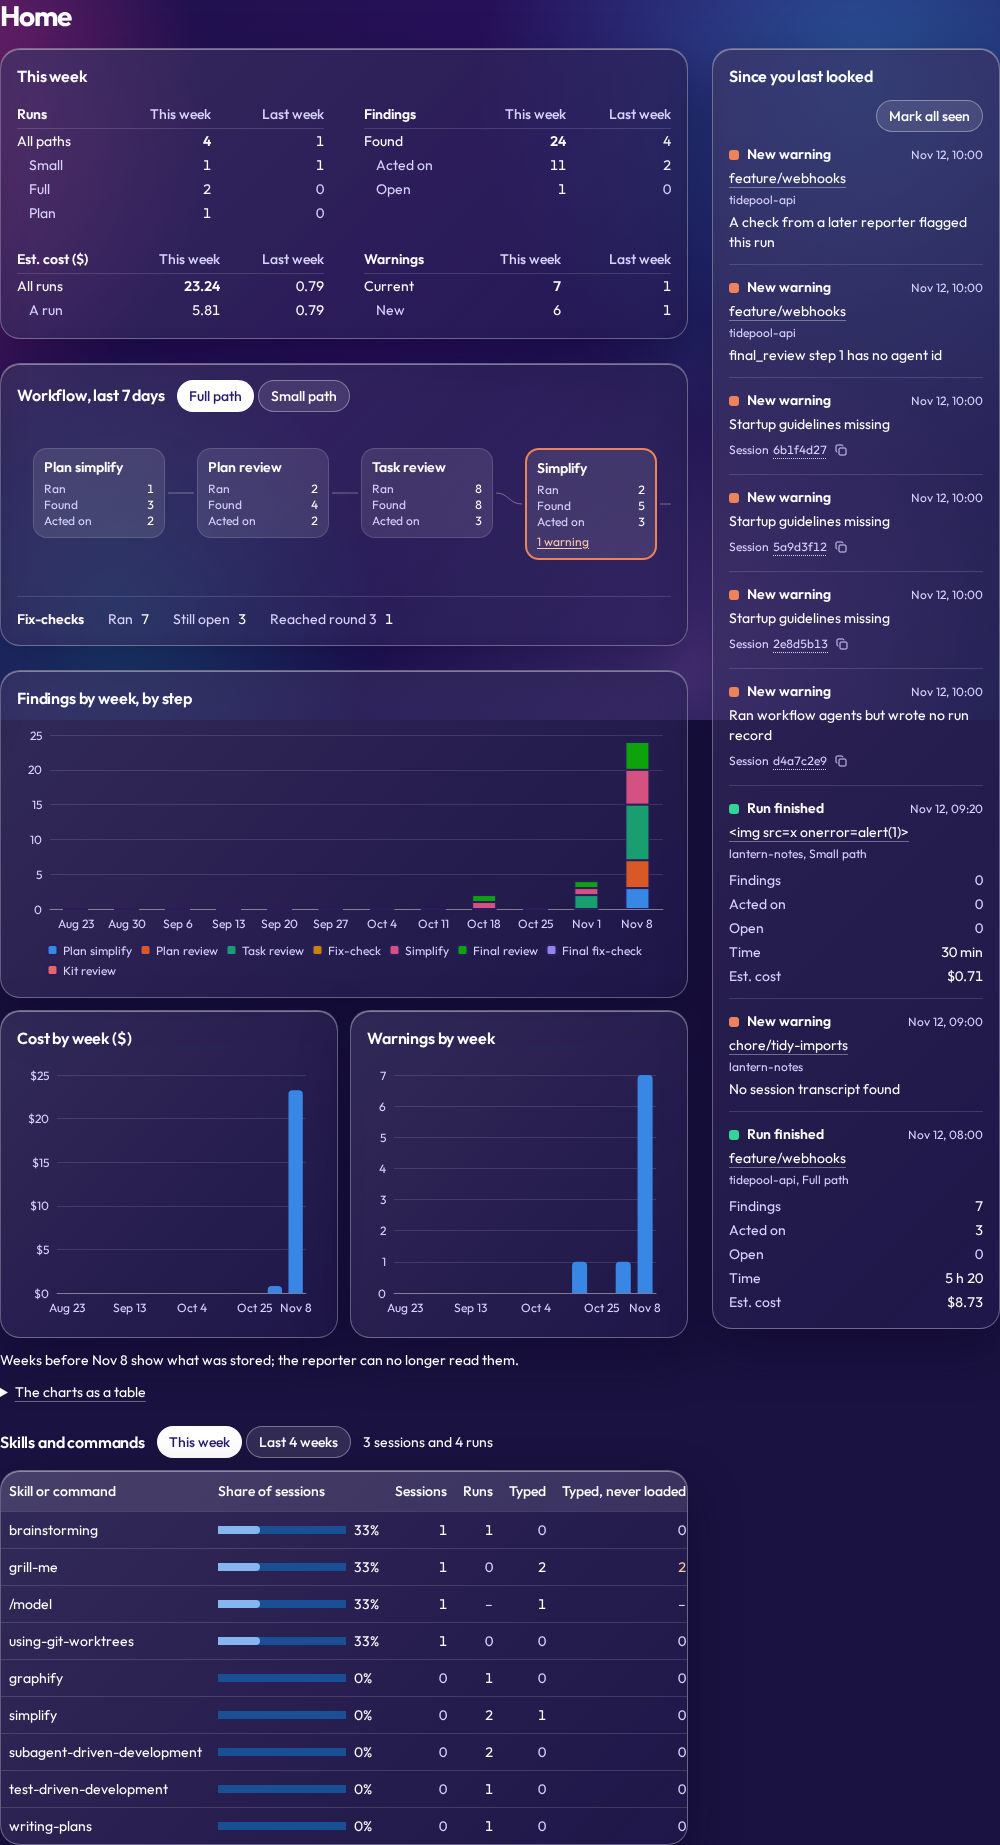 Home
This week
Runs This week Last week
All paths 4 1
Small 1 1
Full 2 0
Plan 1 0
Findings This week Last week
Found 24 4
Acted on 11 2
Open 1 0
Est. cost ($) This week Last week
All runs 23.24 0.79
A run 5.81 0.79
Warnings This week Last week
Current 7 1
New 6 1
Workflow, last 7 days Full path Small path
Plan simplify
Ran 1
Found 3
Acted on 2
Plan review
Ran 2
Found 4
Acted on 2
Task review
Ran 8
Found 8
Acted on 3
Simplify
Ran 2
Found 5
Acted on 3
1 warning
Fix-checks Ran 7 Still open 3 Reached round 3 1
Findings by week, by step
25
20
15
10
5
0
Aug 23 Aug 30 Sep 6 Sep 13 Sep 20 Sep 27 Oct 4 Oct 11 Oct 18 Oct 25 Nov 1 Nov 8
Plan simplify Plan review Task review Fix-check Simplify Final review Final fix-check
Kit review
Cost by week ($)
$25
$20
$15
$10
$5
$0
Aug 23 Sep 13 Oct 4 Oct 25 Nov 8
Warnings by week
7
6
5
4
3
2
1
0
Aug 23 Sep 13 Oct 4 Oct 25 Nov 8
Weeks before Nov 8 show what was stored; the reporter can no longer read them.
The charts as a table
Skills and commands This week Last 4 weeks 3 sessions and 4 runs
Skill or command Share of sessions Sessions Runs Typed Typed, never loaded
brainstorming 33% 1 1 0 0
grill-me 33% 1 0 2 2
/model 33% 1 – 1 –
using-git-worktrees 33% 1 0 0 0
graphify 0% 0 1 0 0
simplify 0% 0 2 1 0
subagent-driven-development 0% 0 2 0 0
test-driven-development 0% 0 1 0 0
writing-plans 0% 0 1 0 0
Since you last looked
Mark all seen
New warning Nov 12, 10:00
feature/webhooks
tidepool-api
A check from a later reporter flagged
this run
New warning Nov 12, 10:00
feature/webhooks
tidepool-api
final_review step 1 has no agent id
New warning Nov 12, 10:00
Startup guidelines missing
Session 6b1f4d27
New warning Nov 12, 10:00
Startup guidelines missing
Session 5a9d3f12
New warning Nov 12, 10:00
Startup guidelines missing
Session 2e8d5b13
New warning Nov 12, 10:00
Ran workflow agents but wrote no run
record
Session d4a7c2e9
Run finished Nov 12, 09:20
<img src=x onerror=alert(1)>
lantern-notes, Small path
Findings 0
Acted on 0
Open 0
Time 30 min
Est. cost $0.71
New warning Nov 12, 09:00
chore/tidy-imports
lantern-notes
No session transcript found
Run finished Nov 12, 08:00
feature/webhooks
tidepool-api, Full path
Findings 7
Acted on 3
Open 0
Time 5 h 20
Est. cost $8.73